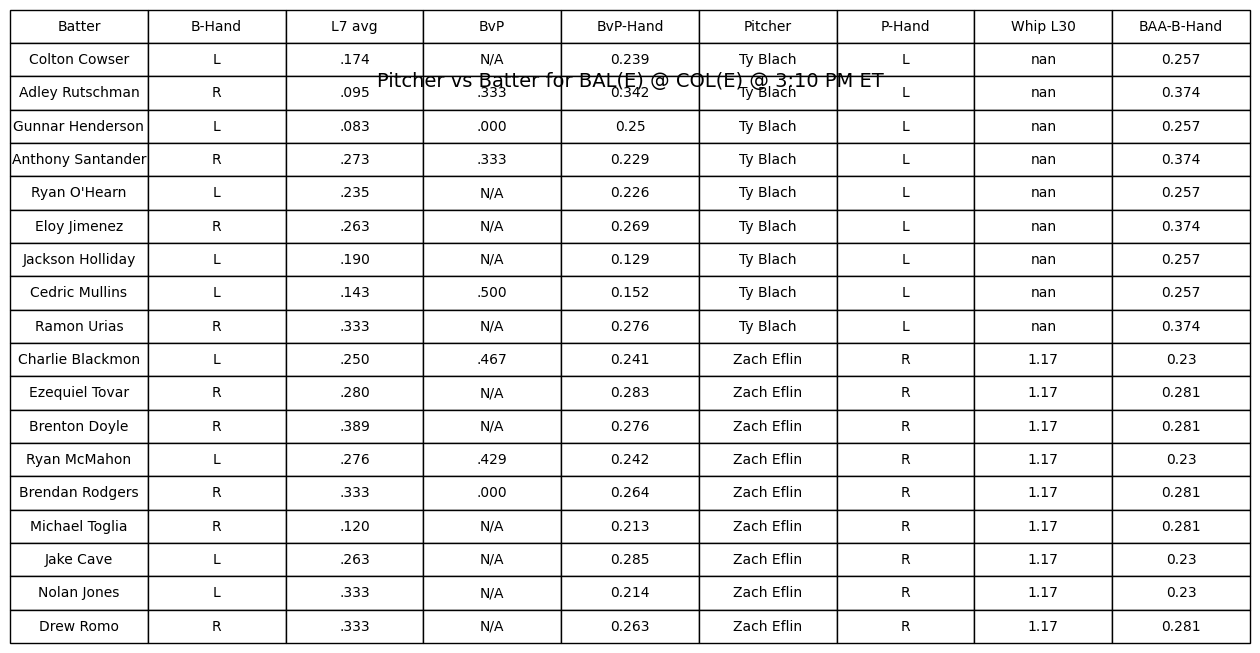 Batter B-Hand L7 avg BvP BvP-Hand Pitcher P-Hand Whip L30 BAA-B-Hand
Colton Cowser L .174 N/A 0.239 Ty Blach L nan 0.257
Pitcher vs Batter for BAL(E) @ COL(E) @ 3:10 PM ET
Adley Rutschman R .095 .333 0.342 Ty Blach L nan 0.374
Gunnar Henderson L .083 .000 0.25 Ty Blach L nan 0.257
Anthony Santander R .273 .333 0.229 Ty Blach L nan 0.374
Ryan O'Hearn L .235 N/A 0.226 Ty Blach L nan 0.257
Eloy Jimenez R .263 N/A 0.269 Ty Blach L nan 0.374
Jackson Holliday L .190 N/A 0.129 Ty Blach L nan 0.257
Cedric Mullins L .143 .500 0.152 Ty Blach L nan 0.257
Ramon Urias R .333 N/A 0.276 Ty Blach L nan 0.374
Charlie Blackmon L .250 .467 0.241 Zach Eflin R 1.17 0.23
Ezequiel Tovar R .280 N/A 0.283 Zach Eflin R 1.17 0.281
Brenton Doyle R .389 N/A 0.276 Zach Eflin R 1.17 0.281
Ryan McMahon L .276 .429 0.242 Zach Eflin R 1.17 0.23
Brendan Rodgers R .333 .000 0.264 Zach Eflin R 1.17 0.281
Michael Toglia R .120 N/A 0.213 Zach Eflin R 1.17 0.281
Jake Cave L .263 N/A 0.285 Zach Eflin R 1.17 0.23
Nolan Jones L .333 N/A 0.214 Zach Eflin R 1.17 0.23
Drew Romo R .333 N/A 0.263 Zach Eflin R 1.17 0.281